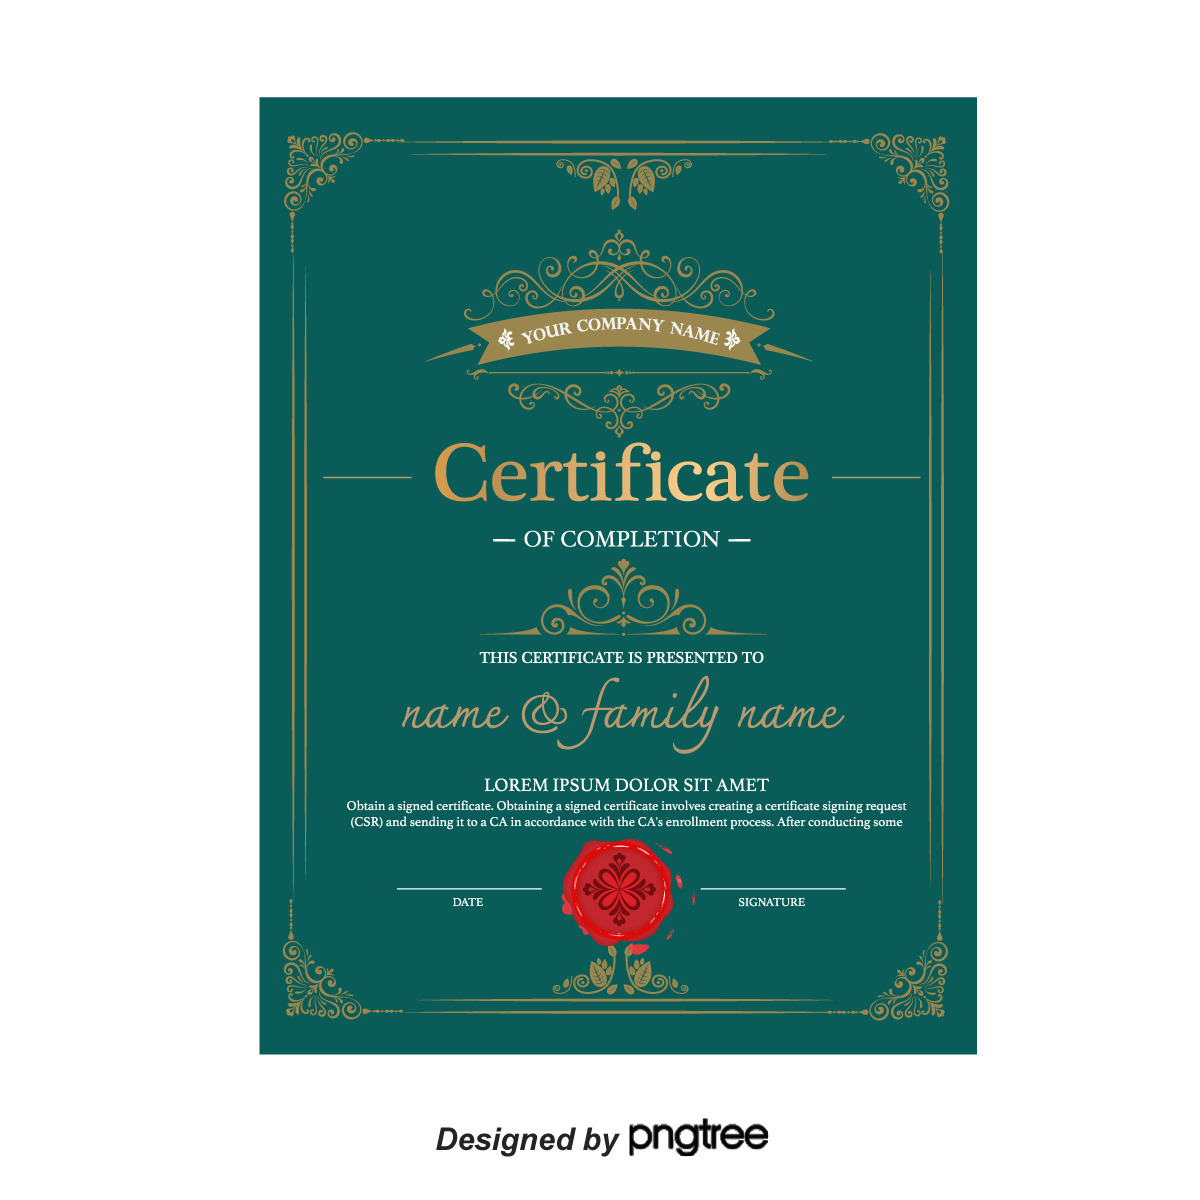 YOUR COMPANY NAME
Certificate
— OF COMPLETION —
THIS CERTIFICATE IS PRESENTED TO
name & family name
LOREM IPSUM DOLOR SIT AMET
Obtain a signed certificate. Obtaining a signed certificate involves creating a certificate signing request
(CSR) and sending it to a CA in accordance with the CA's enrollment process. After conducting some
DATE
SIGNATURE
Designed by pngtree